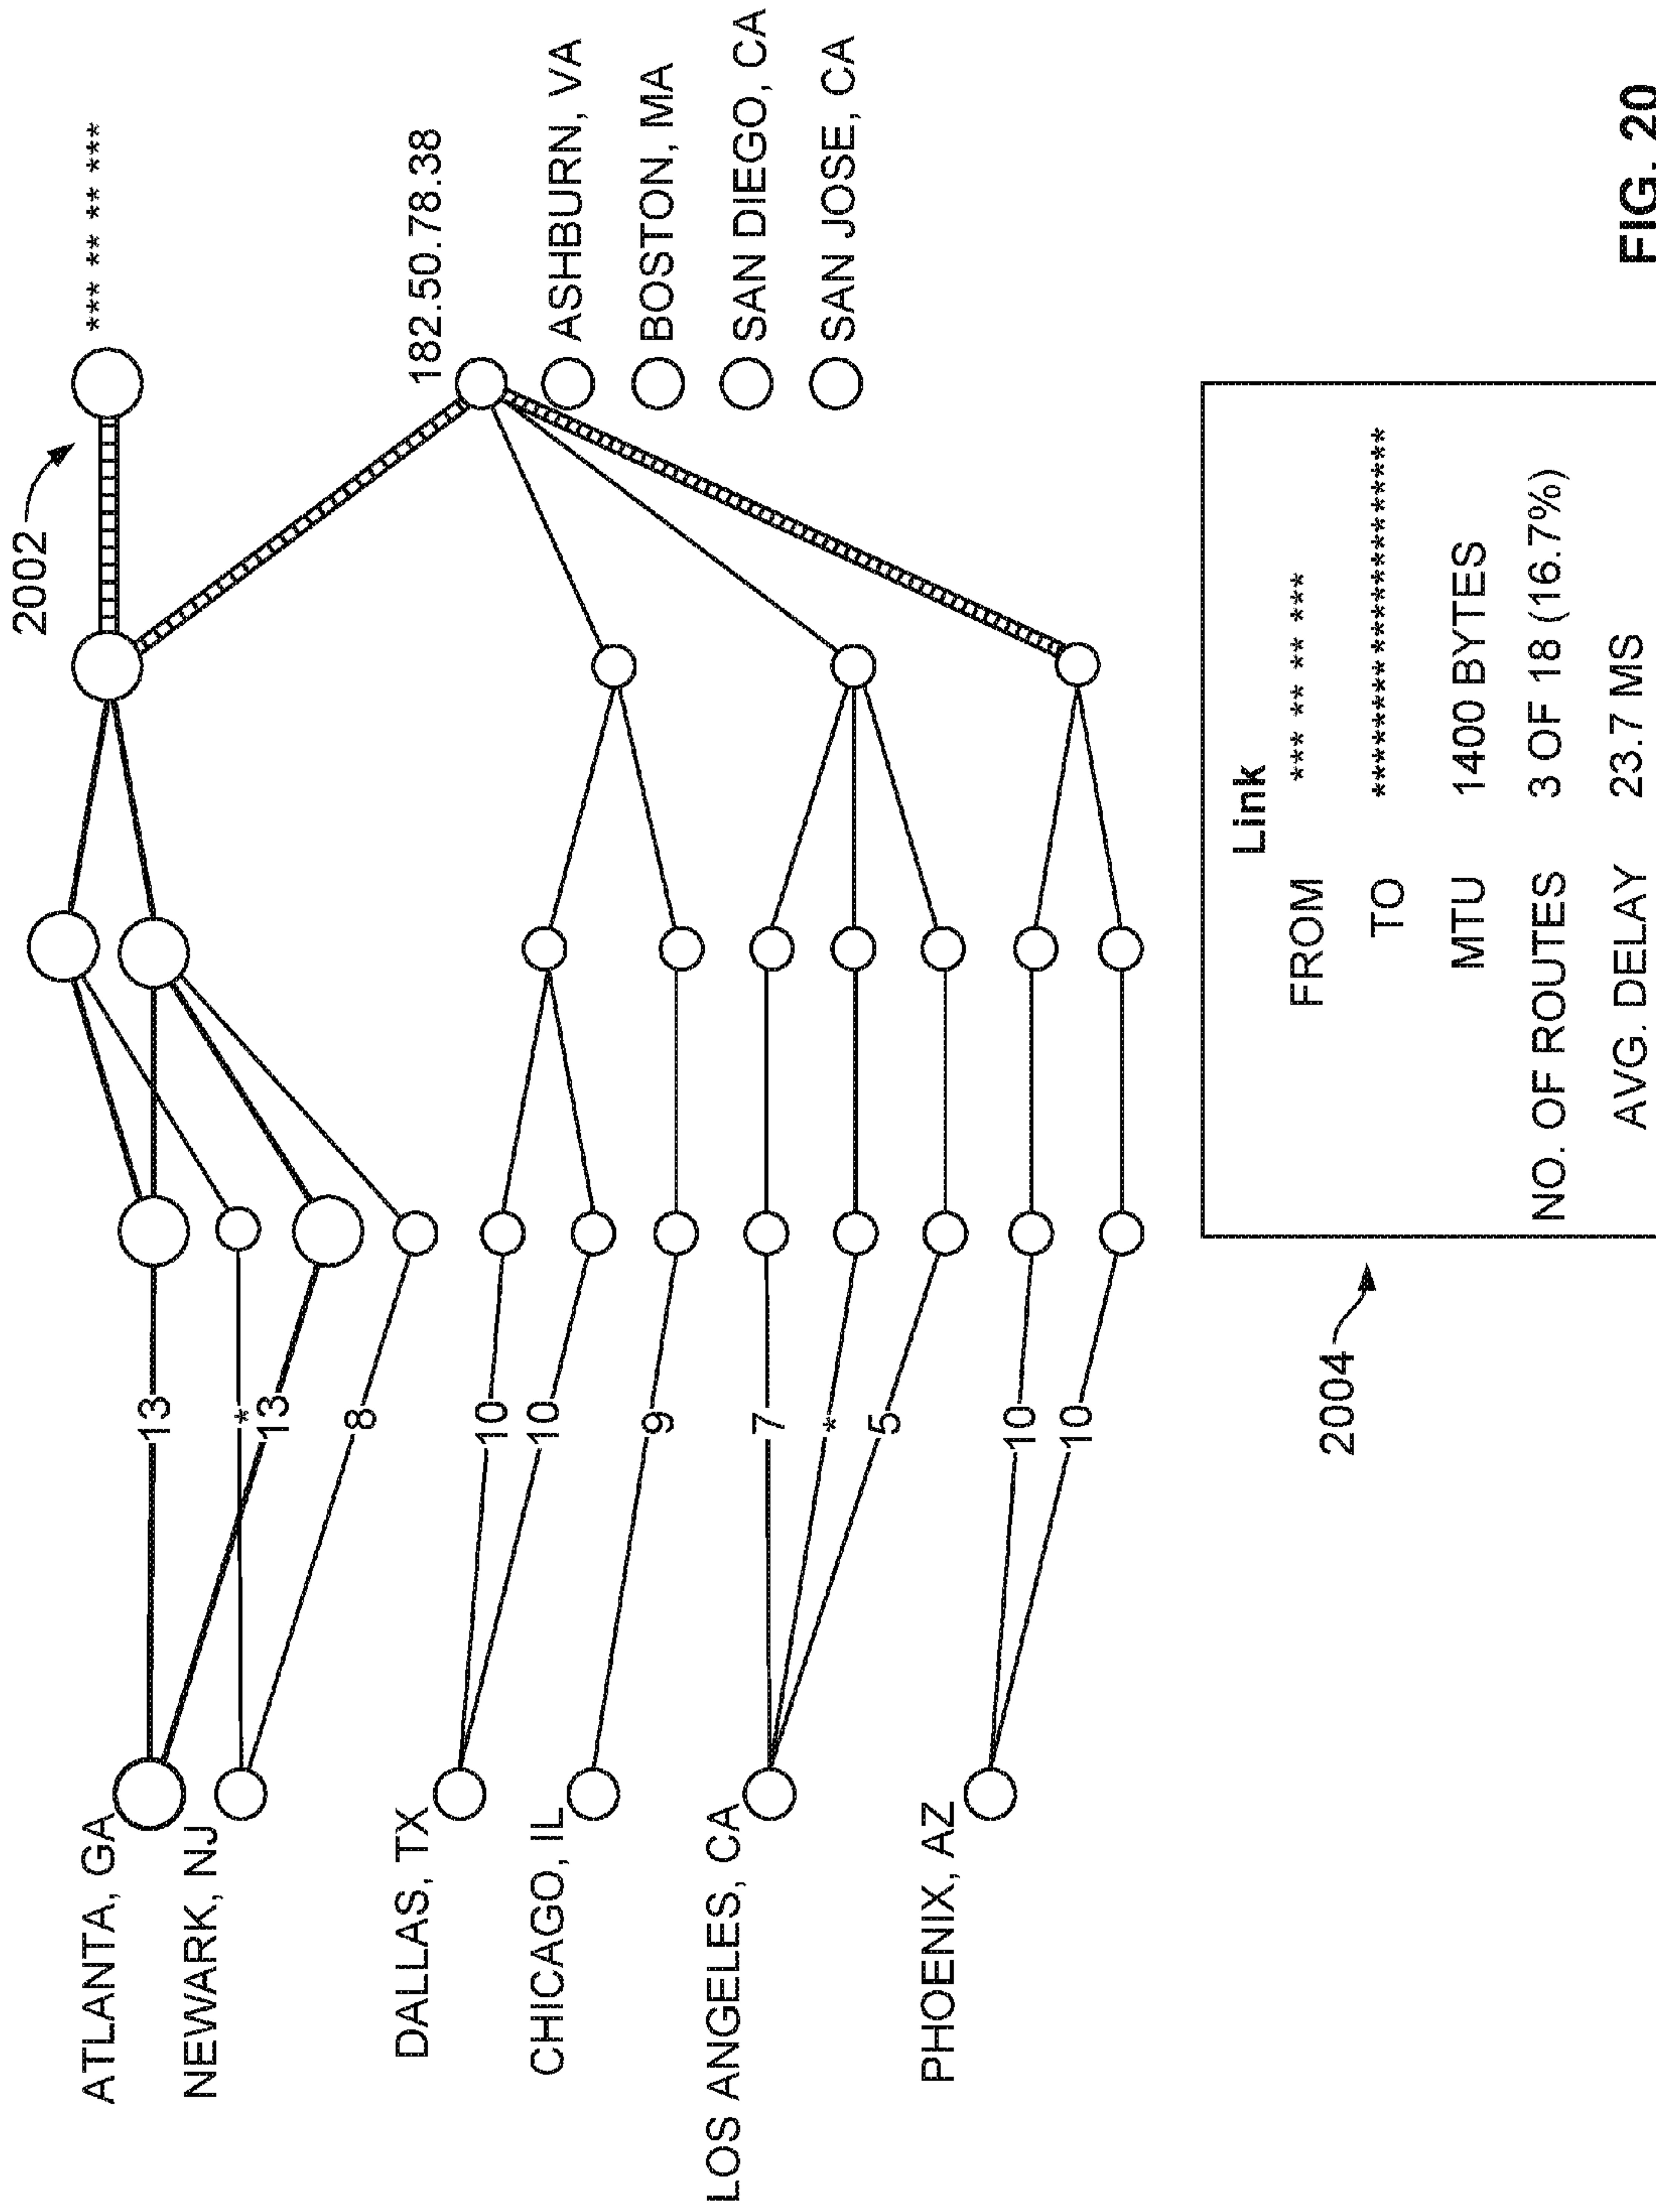 2002
*** ** ** ***
182.50.78.38
ASHBURN, VA
BOSTON, MA
SAN DIEGO, CA
SAN JOSE, CA
ATLANTA, GA
NEWARK, NJ
DALLAS, TX
CHICAGO, IL
LOS ANGELES, CA
PHOENIX, AZ
13
*
13
8
10
10
9
7
*
5
10
10
2004
Link
FROM *** ** ** ***
TO **********************
MTU 1400 BYTES
NO. OF ROUTES 3 OF 18 (16.7%)
AVG. DELAY 23.7 MS
FIG. 20